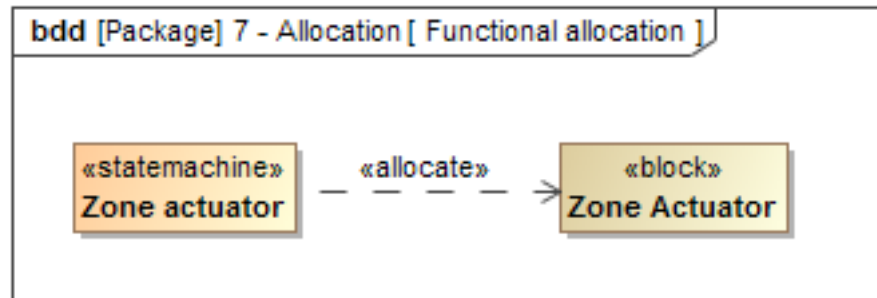 bdd [Package] 7 - Allocation [ Functional allocation ]
«statemachine»
Zone actuator
«allocate»
«block»
Zone Actuator